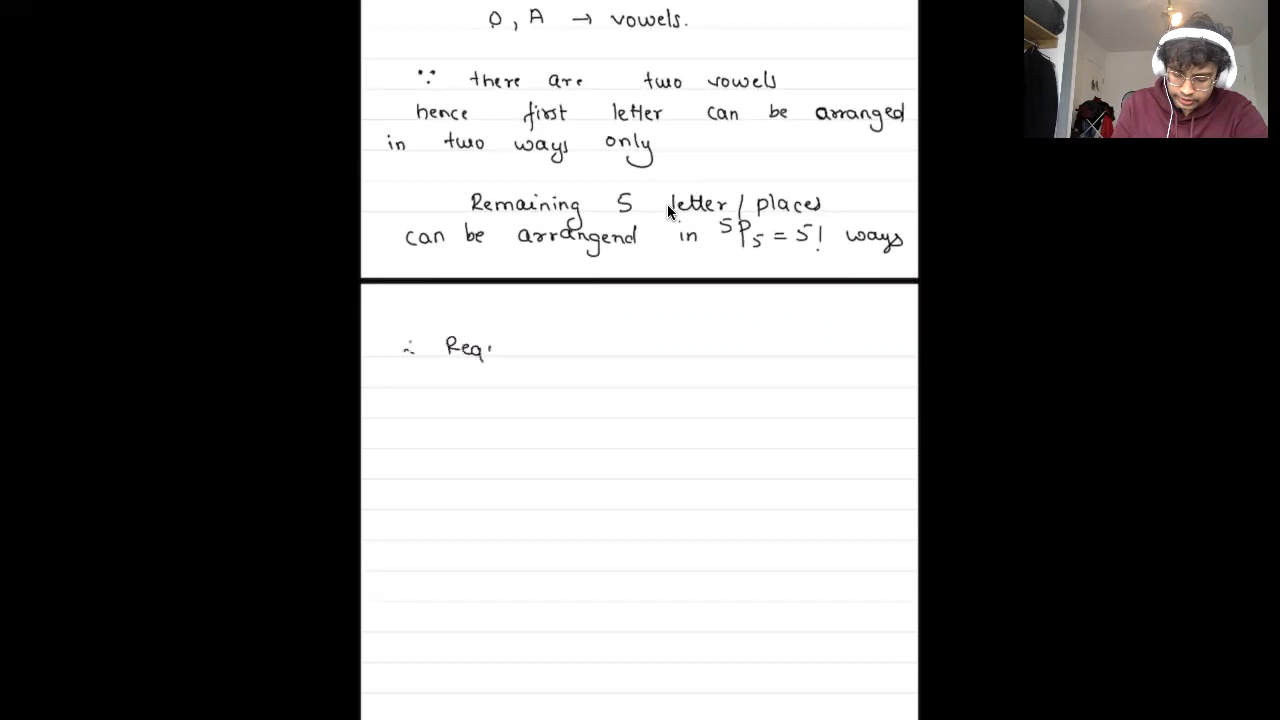 O, A → vowels.
∵ there are two vowels
hence first letter can be arranged
in two ways only
Remaining 5 letter / places
can be arrangend in ⁵P₅ = 5! ways
∴ Req.